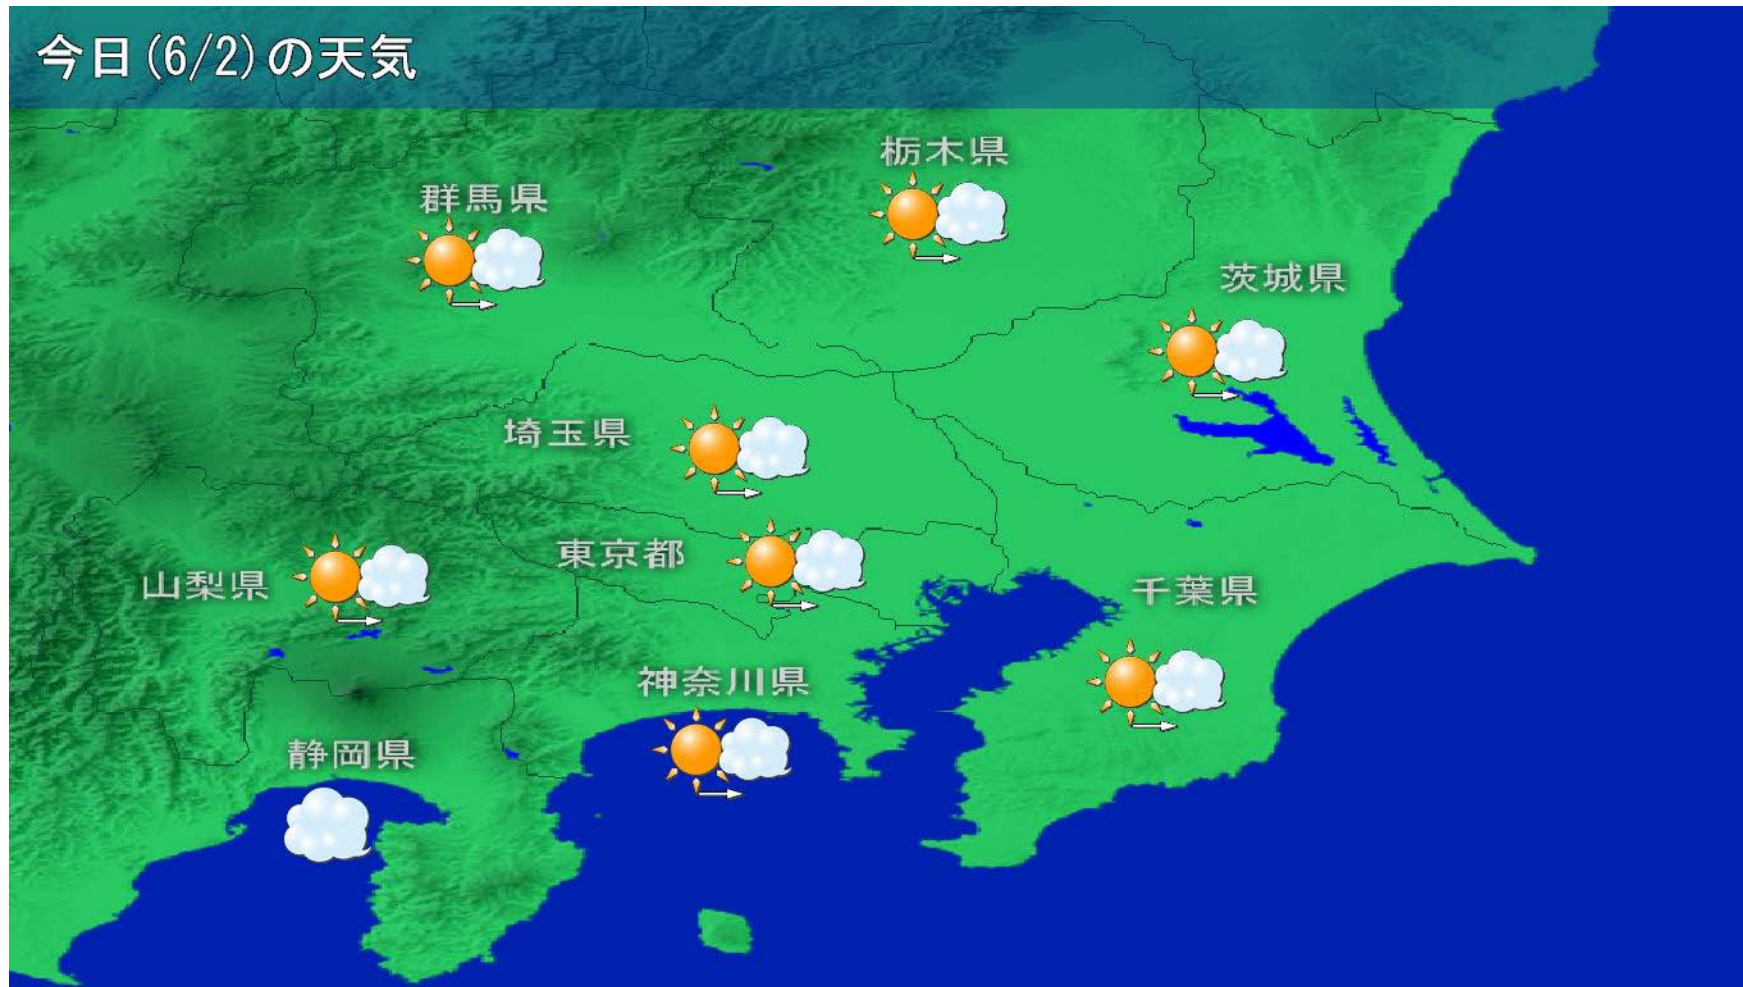 今日(6/2)の天気
栃木県
群馬県
茨城県
埼玉県
東京都
山梨県
千葉県
神奈川県
静岡県